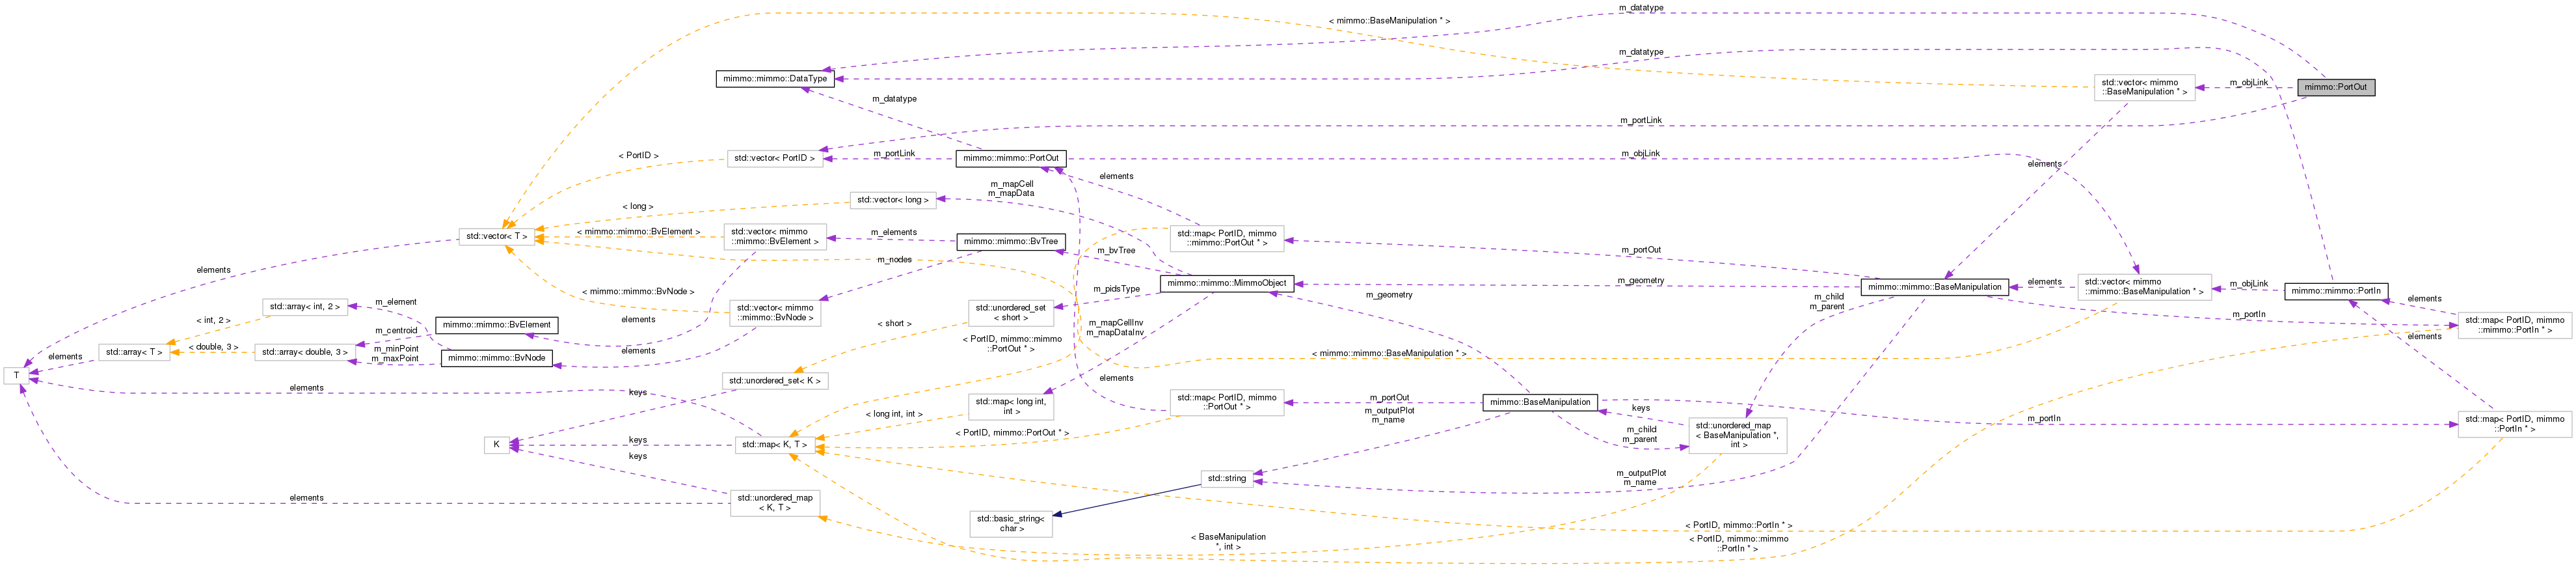 m_datatype
< mimmo::BaseManipulation * >
m_datatype
mimmo::mimmo::DataType
std::vector< mimmo
::BaseManipulation * >
m_objLink
mimmo::PortOut
m_datatype
m_portLink
< PortID >
std::vector< PortID >
m_portLink
mimmo::mimmo::PortOut
m_objLink
elements
elements
m_mapCell
m_mapData
std::vector< long >
< long >
std::vector< T >
< mimmo::mimmo::BvElement >
std::vector< mimmo
::mimmo::BvElement >
m_elements
mimmo::mimmo::BvTree
m_bvTree
std::map< PortID, mimmo
::mimmo::PortOut * >
m_portOut
m_nodes
elements
< mimmo::mimmo::BvNode >
std::vector< mimmo
::mimmo::BvNode >
m_pidsType
mimmo::mimmo::MimmoObject
m_geometry
m_geometry
mimmo::mimmo::BaseManipulation
elements
std::vector< mimmo
::mimmo::BaseManipulation * >
m_objLink
mimmo::mimmo::PortIn
elements
m_child
m_parent
m_portIn
std::map< PortID, mimmo
::mimmo::PortIn * >
elements
std::array< int, 2 >
m_element
< int, 2 >
mimmo::mimmo::BvElement
m_centroid
elements
std::unordered_set
< short >
< short >
m_mapCellInv
m_mapDataInv
< PortID, mimmo::mimmo
::PortOut * >
std::array< T >
< double, 3 >
std::array< double, 3 >
m_minPoint
m_maxPoint
mimmo::mimmo::BvNode
elements
< mimmo::mimmo::BaseManipulation * >
elements
T
elements
std::unordered_set< K >
elements
keys
std::map< long int,
int >
< long int, int >
std::map< PortID, mimmo
::PortOut * >
m_portOut
mimmo::BaseManipulation
m_outputPlot
m_name
keys
std::unordered_map
< BaseManipulation *,
int >
m_child
m_parent
m_portIn
std::map< PortID, mimmo
::PortIn * >
K
keys
std::map< K, T >
< PortID, mimmo::PortOut * >
keys
std::string
m_outputPlot
m_name
elements
std::unordered_map
< K, T >
std::basic_string<
char >
< PortID, mimmo::PortIn * >
< BaseManipulation
*, int >
< PortID, mimmo::mimmo
::PortIn * >